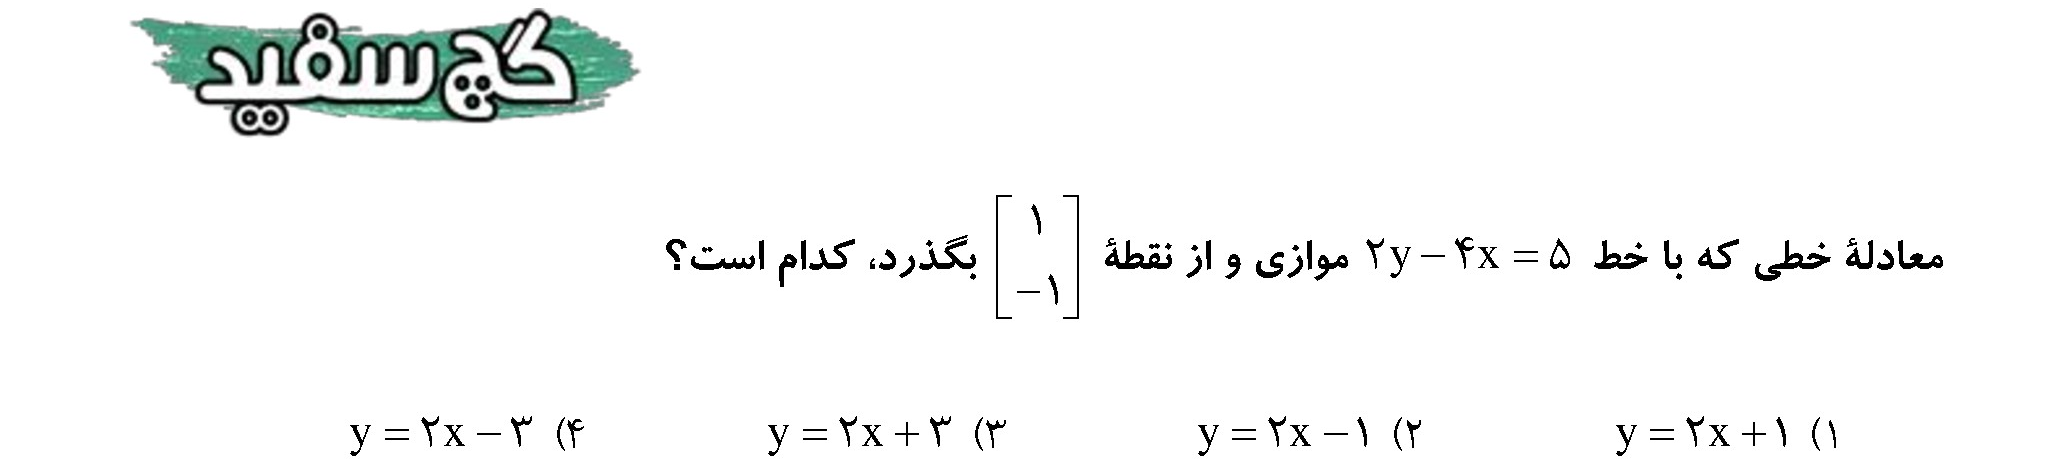 گچ سفید
معادلهٔ خطی که با خط ۲y − ۴x = ۵ موازی و از نقطهٔ [۱ −۱] بگذرد، کدام است؟
۱) y = ۲x + ۱ ۲) y = ۲x − ۱ ۳) y = ۲x + ۳ ۴) y = ۲x − ۳